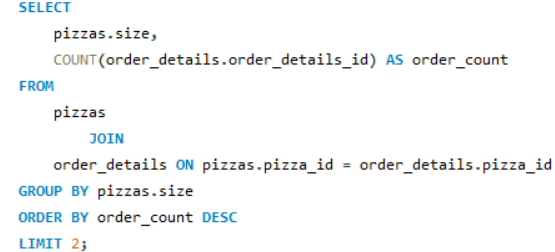 SELECT
pizzas.size,
COUNT(order_details.order_details_id) AS order_count
FROM
pizzas
JOIN
order_details ON pizzas.pizza_id = order_details.pizza_id
GROUP BY pizzas.size
ORDER BY order_count DESC
LIMIT 2;